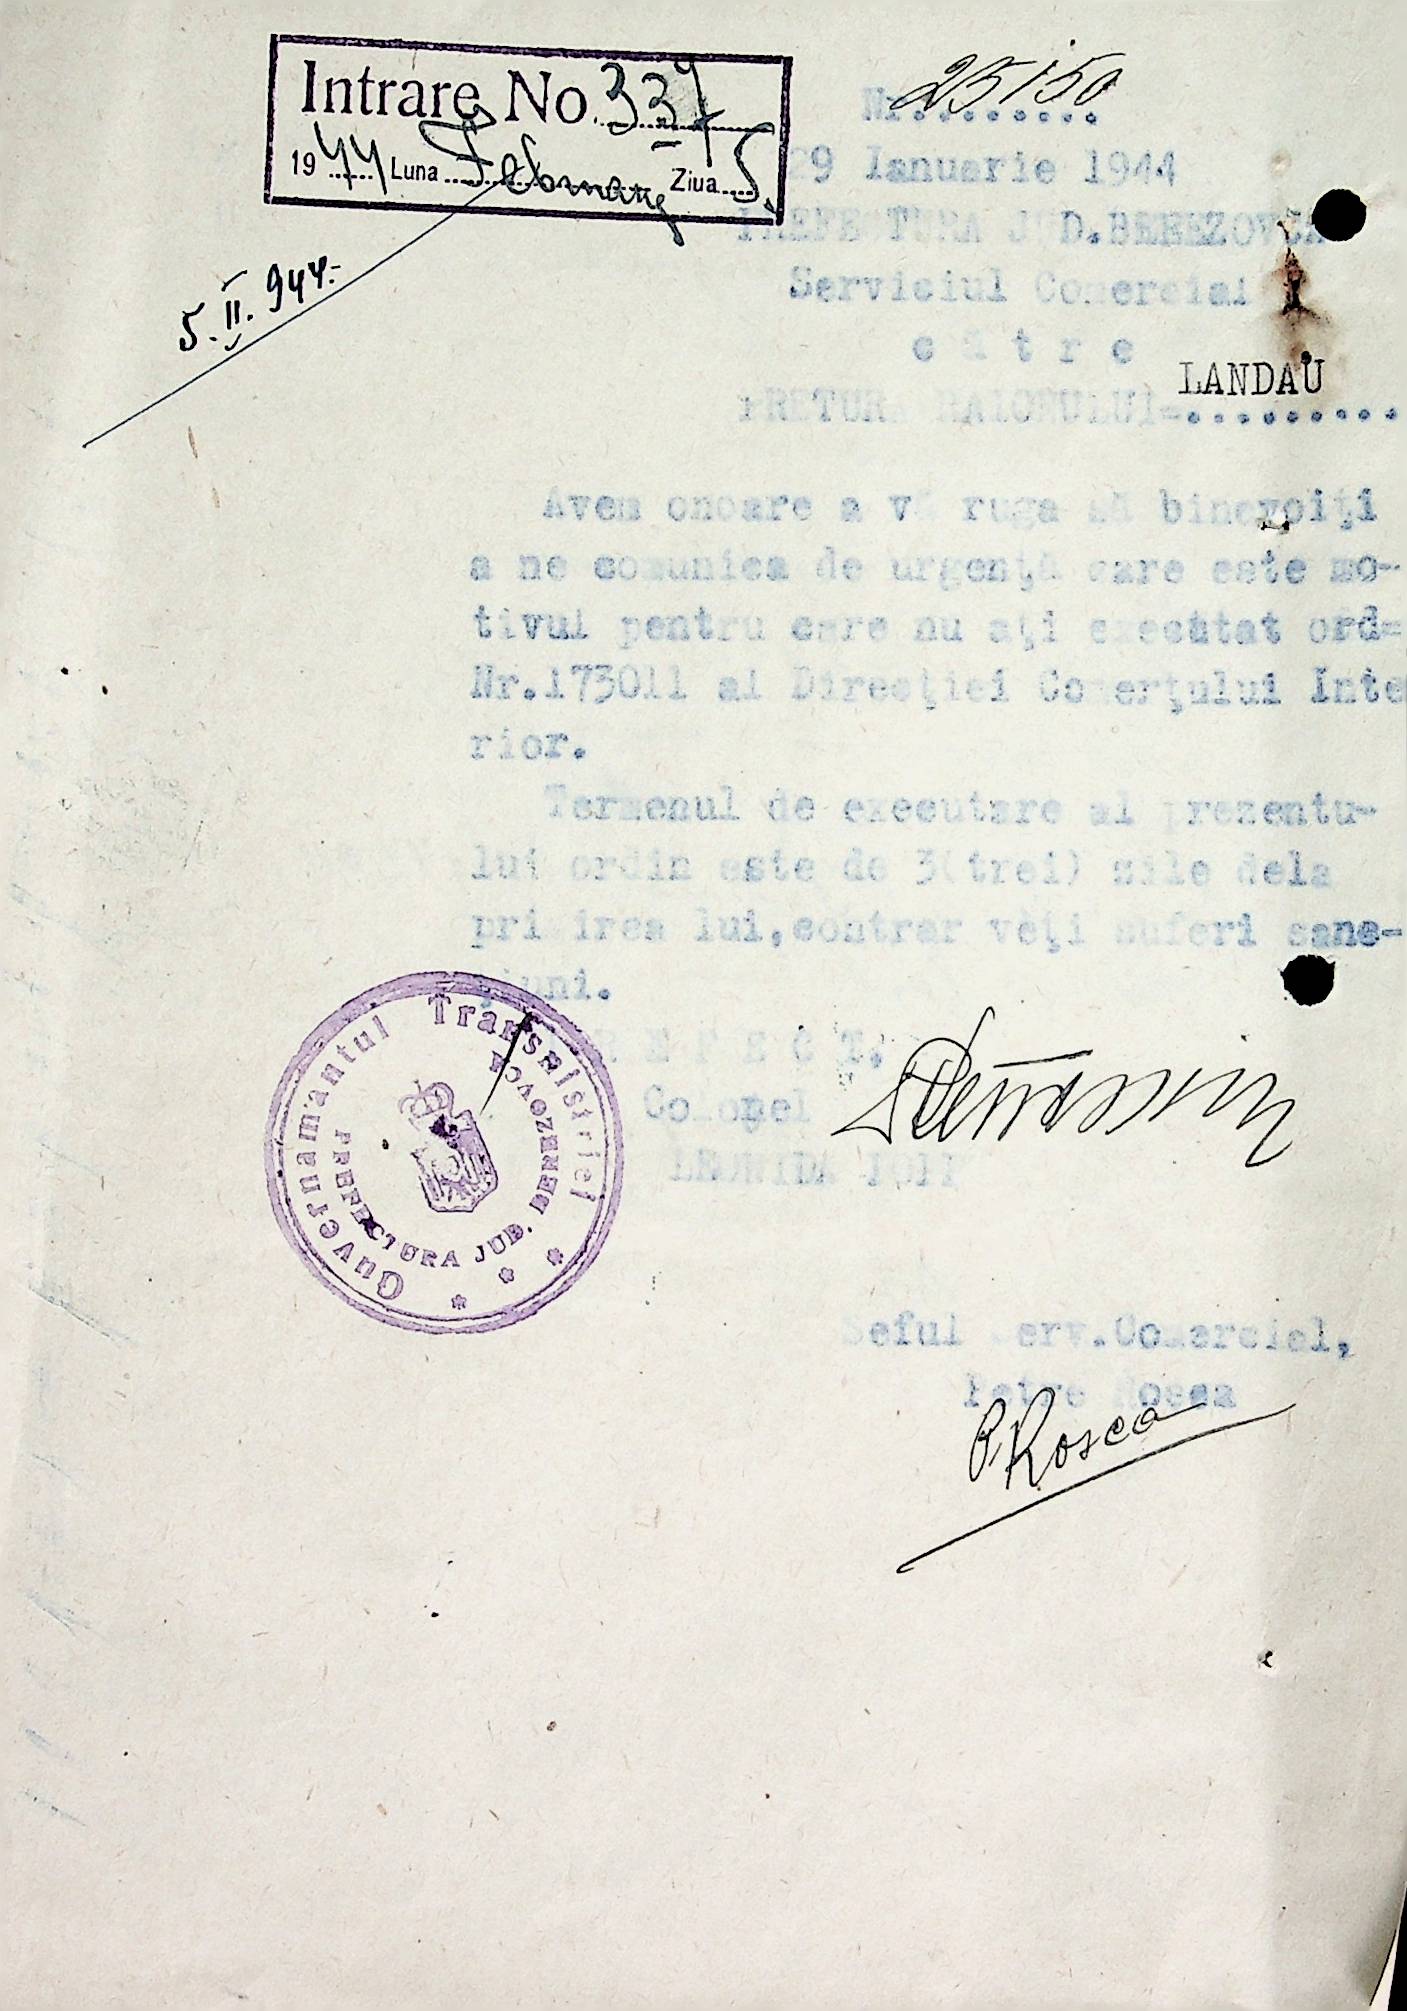 Intrare No. 337
1944 Luna Februarie Ziua 5
5.II.944.-
Nr. 25150
29 Ianuarie 1944
PREFECTURA JUD.BEREZOVCA
Serviciul Comercial
c ă t r e
PRETURA RAIONULUI=LANDAU
Avem onoare a vă ruga să binevoiţi
a ne comunica de urgenţă care este mo-
tivul pentru care nu aţi executat ord=
Nr.173011 al Direcţiei Comerţului Inte
rior.
Termenul de executare al prezentu-
lui ordin este de 3(trei) zile dela
primirea lui,contrar veţi suferi sanc-
ţiuni.
P R E F E C T,
Colonel
LEONIDA POP
Guvernamantul Transnistriei
PREFECTURA JUD. BEREZOVCA
Seful Serv.Comercial,
Petre Rosca
P Rosca